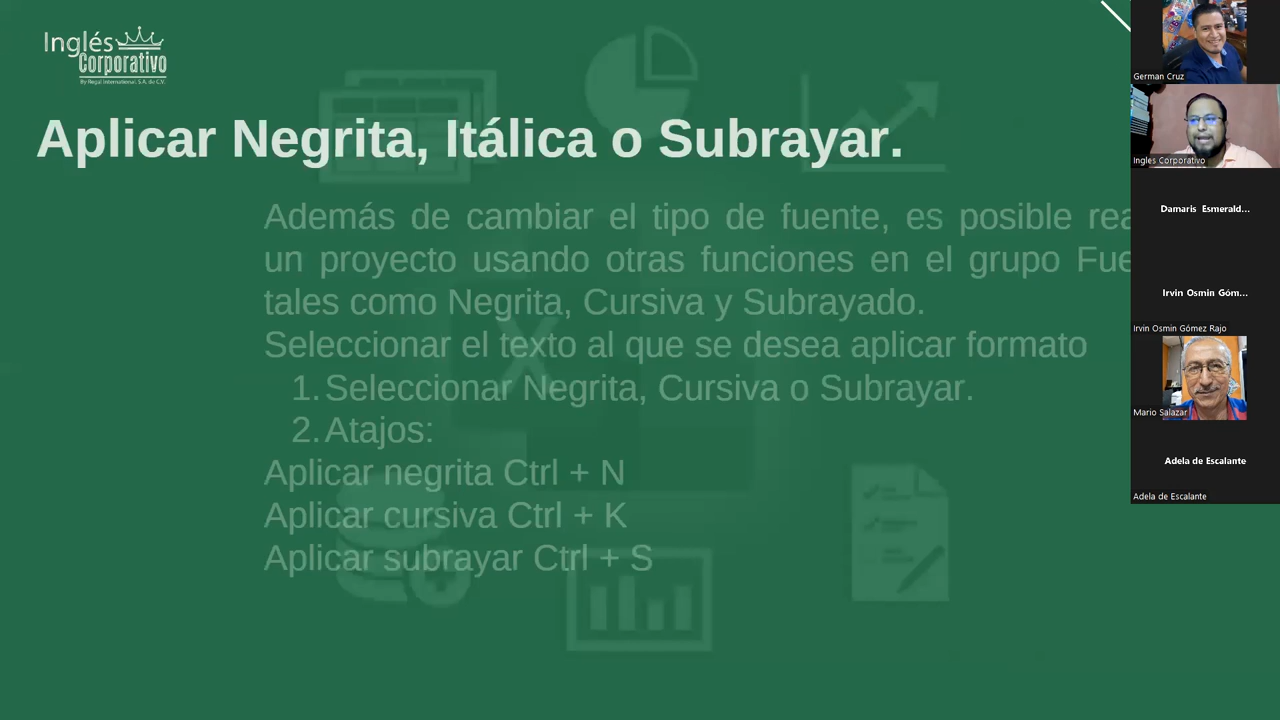 Inglés
Corporativo
By Regal International, S.A. de C.V.
Aplicar Negrita, Itálica o Subrayar.
Además de cambiar el tipo de fuente, es posible
un proyecto usando otras funciones en el grupo
tales como Negrita, Cursiva y Subrayado.
Seleccionar el texto al que se desea aplicar formato
1. Seleccionar Negrita, Cursiva o Subrayar.
2. Atajos:
Aplicar negrita Ctrl + N
Aplicar cursiva Ctrl + K
Aplicar subrayar Ctrl + S
German Cruz
Ingles Corporativo
Damaris Esmerald...
Irvin Osmin Góm...
Irvin Osmin Gómez Rajo
Mario Salazar
Adela de Escalante
Adela de Escalante